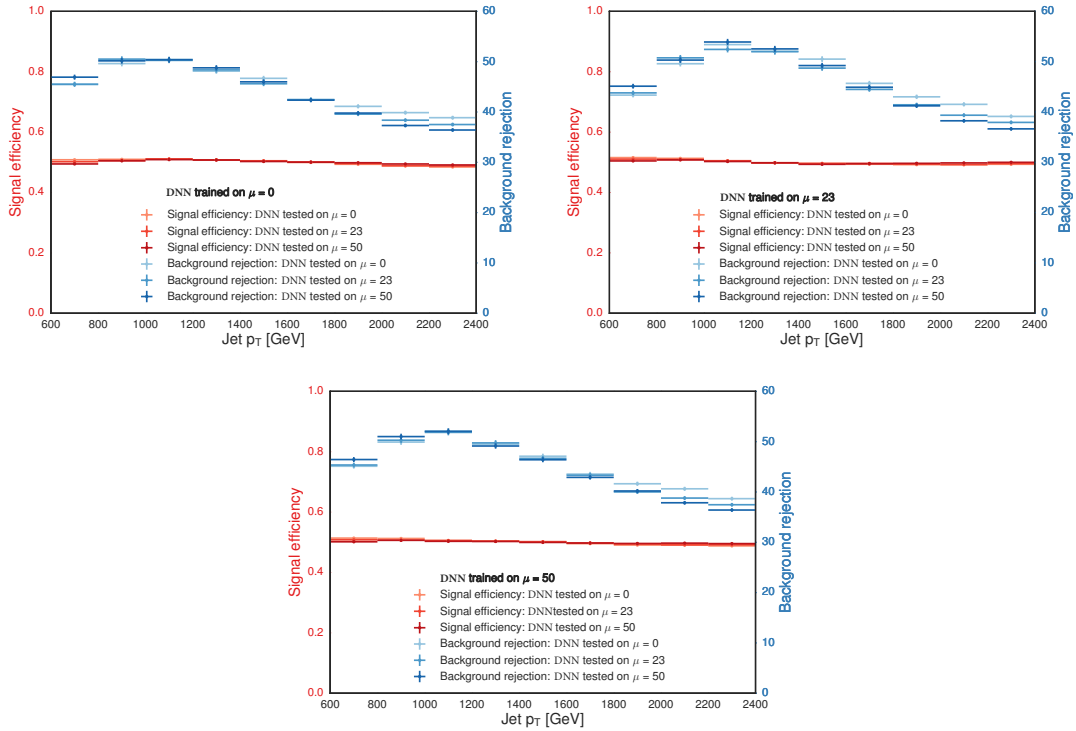 1.0
0.8
0.6
0.4
0.2
0.0
Signal efficiency
60
50
40
30
20
10
0
Background rejection
DNN trained on μ = 0
Signal efficiency: DNN tested on μ = 0
Signal efficiency: DNN tested on μ = 23
Signal efficiency: DNN tested on μ = 50
Background rejection: DNN tested on μ = 0
Background rejection: DNN tested on μ = 23
Background rejection: DNN tested on μ = 50
600 800 1000 1200 1400 1600 1800 2000 2200 2400
Jet pT [GeV]
1.0
0.8
0.6
0.4
0.2
0.0
Signal efficiency
60
50
40
30
20
10
0
Background rejection
DNN trained on μ = 23
Signal efficiency: DNN tested on μ = 0
Signal efficiency: DNN tested on μ = 23
Signal efficiency: DNN tested on μ = 50
Background rejection: DNN tested on μ = 0
Background rejection: DNN tested on μ = 23
Background rejection: DNN tested on μ = 50
600 800 1000 1200 1400 1600 1800 2000 2200 2400
Jet pT [GeV]
1.0
0.8
0.6
0.4
0.2
0.0
Signal efficiency
60
50
40
30
20
10
0
Background rejection
DNN trained on μ = 50
Signal efficiency: DNN tested on μ = 0
Signal efficiency: DNNtested on μ = 23
Signal efficiency: DNN tested on μ = 50
Background rejection: DNN tested on μ = 0
Background rejection: DNN tested on μ = 23
Background rejection: DNN tested on μ = 50
600 800 1000 1200 1400 1600 1800 2000 2200 2400
Jet pT [GeV]